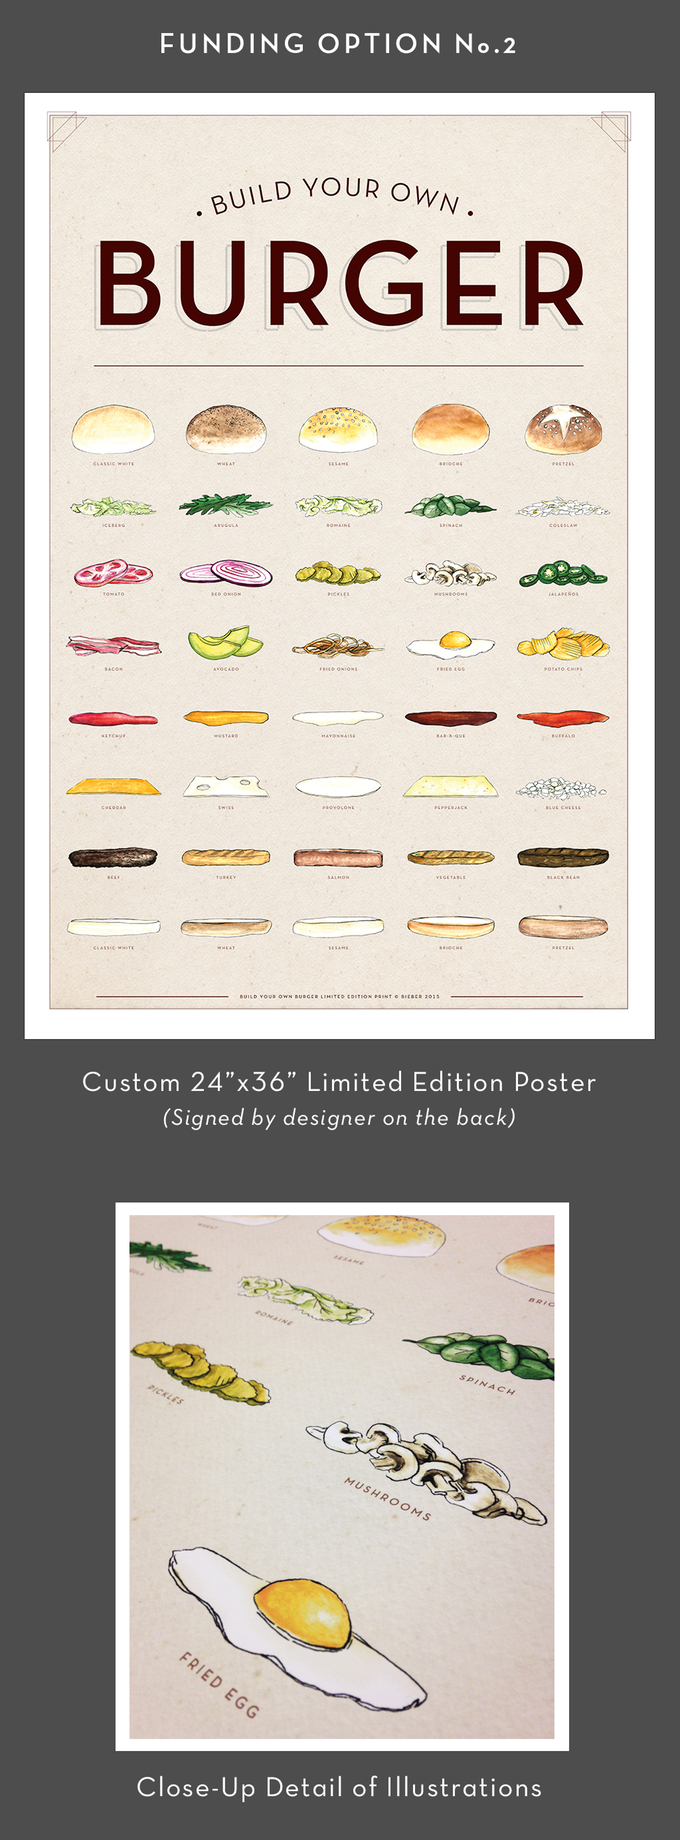 FUNDING OPTION No.2
• BUILD YOUR OWN •
BURGER
CLASSIC WHITE WHEAT SESAME BRIOCHE PRETZEL
ICEBERG ARUGULA ROMAINE SPINACH COLESLAW
TOMATO RED ONION PICKLES MUSHROOMS JALAPEÑOS
BACON AVOCADO FRIED ONIONS FRIED EGG POTATO CHIPS
KETCHUP MUSTARD MAYONNAISE BAR-B-QUE BUFFALO
CHEDDAR SWISS PROVOLONE PEPPERJACK BLUE CHEESE
BEEF TURKEY SALMON VEGETABLE BLACK BEAN
CLASSIC WHITE WHEAT SESAME BRIOCHE PRETZEL
BUILD YOUR OWN BURGER LIMITED EDITION PRINT © BIEBER 2015
Custom 24”x36” Limited Edition Poster
(Signed by designer on the back)
SESAME
BRIO
ROMAINE
SPINACH
PICKLES
MUSHROOMS
FRIED EGG
Close-Up Detail of Illustrations